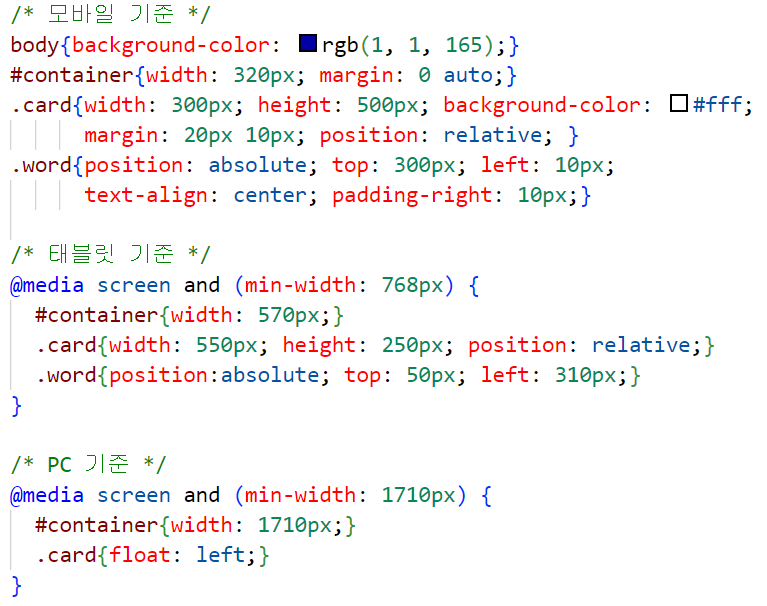 /* 모바일 기준 */
body{background-color: rgb(1, 1, 165);}
#container{width: 320px; margin: 0 auto;}
.card{width: 300px; height: 500px; background-color: #fff;
margin: 20px 10px; position: relative; }
.word{position: absolute; top: 300px; left: 10px;
text-align: center; padding-right: 10px;}
/* 태블릿 기준 */
@media screen and (min-width: 768px) {
#container{width: 570px;}
.card{width: 550px; height: 250px; position: relative;}
.word{position:absolute; top: 50px; left: 310px;}
}
/* PC 기준 */
@media screen and (min-width: 1710px) {
#container{width: 1710px;}
.card{float: left;}
}